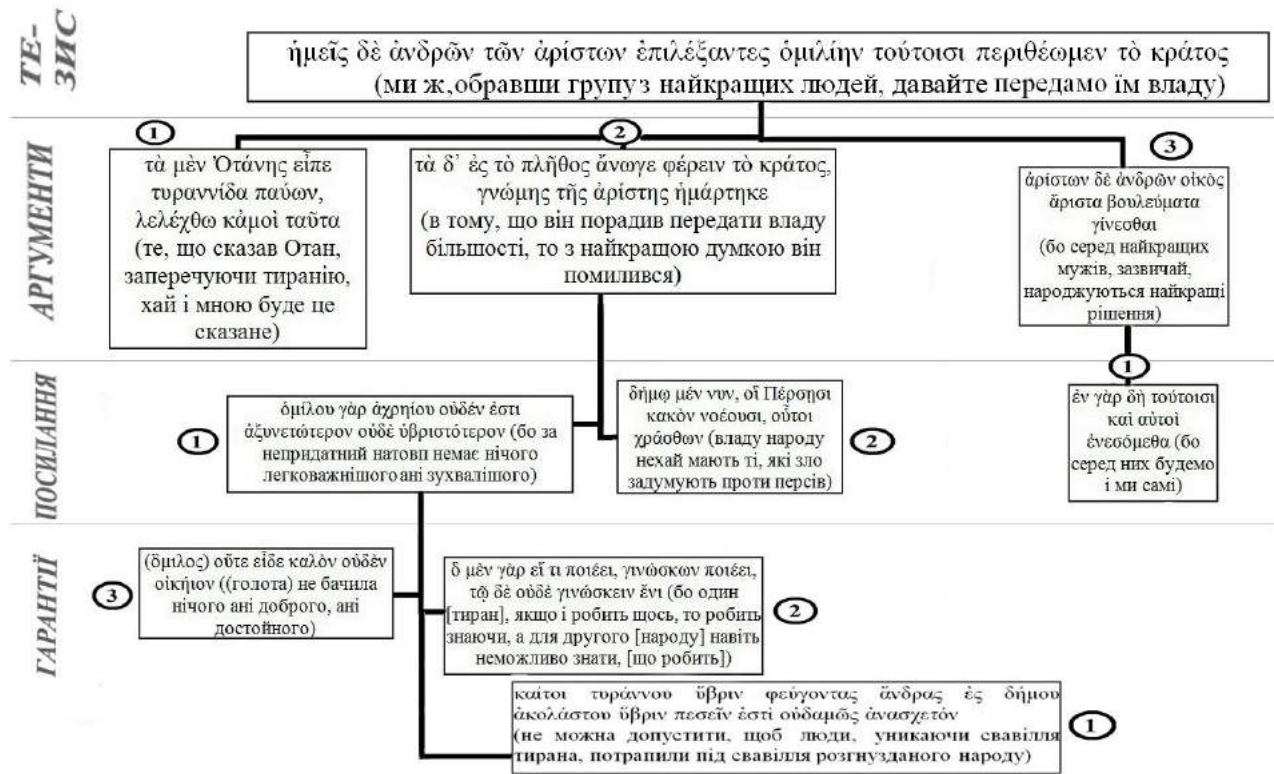 ТЕ-
ЗИС
ἡμεῖς δὲ ἀνδρῶν τῶν ἀρίστων ἐπιλέξαντες ὁμιλίην τούτοισι περιθέωμεν τὸ κράτος
(ми ж,обравши групу з найкращих людей, давайте передамо їм владу)
АРГУМЕНТИ
1
τὰ μὲν Ὀτάνης εἶπε
τυραννίδα παύων,
λελέχθω κἀμοὶ ταῦτα
(те, що сказав Отан,
заперечуючи тиранію,
хай і мною буде це
сказане)
2
τὰ δ᾽ ἐς τὸ πλῆθος ἄνωγε φέρειν τὸ κράτος,
γνώμης τῆς ἀρίστης ἡμάρτηκε
(в тому, що він порадив передати владу
більшості, то з найкращою думкою він
помилився)
3
ἀρίστων δὲ ἀνδρῶν οἰκὸς
ἄριστα βουλεύματα
γίνεσθαι
(бо серед найкращих
мужів, зазвичай,
народжуються найкращі
рішення)
ПОСИЛАННЯ
1
ὁμίλου γὰρ ἀχρηίου οὐδέν ἐστι
ἀξυνετώτερον οὐδὲ ὑβριστότερον (бо за
непридатний натовп немає нічого
легковажнішого ані зухвалішого)
δήμῳ μέν νυν, οἳ Πέρσῃσι
κακὸν νοέουσι, οὗτοι
χράσθων (владу народу
нехай мають ті, які зло
задумують проти персів)
2
1
ἐν γὰρ δὴ τούτοισι
καὶ αὐτοὶ
ἐνεσόμεθα (бо
серед них будемо
і ми самі)
ГАРАНТІЇ
3
(ὅμιλος) οὔτε εἶδε καλὸν οὐδὲν
οἰκήιον ((голота) не бачила
нічого ані доброго, ані
достойного)
ὃ μὲν γὰρ εἴ τι ποιέει, γινώσκων ποιέει,
τῷ δὲ οὐδὲ γινώσκειν ἔνι (бо один
[тиран], якщо і робить щось, то робить
знаючи, а для другого [народу] навіть
неможливо знати, [що робить])
2
καίτοι τυράννου ὕβριν φεύγοντας ἄνδρας ἐς δήμου
ἀκολάστου ὕβριν πεσεῖν ἐστὶ οὐδαμῶς ἀνασχετόν
(не можна допустити, щоб люди, уникаючи свавілля
тирана, потрапили під свавілля розгнузданого народу)
1